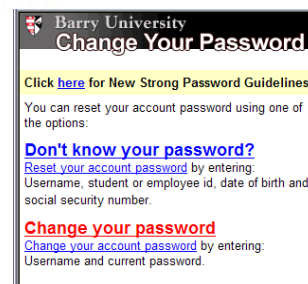 Barry University
Change Your Password
Click here for New Strong Password Guidelines
You can reset your account password using one of
the options:
Don't know your password?
Reset your account password by entering:
Username, student or employee id, date of birth and
social security number.
Change your password
Change your account password by entering:
Username and current password.